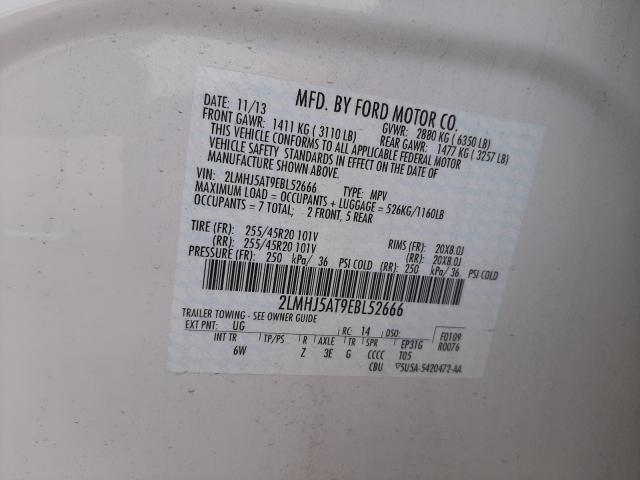 MFD. BY FORD MOTOR CO.
DATE: 11/13 GVWR: 2880 KG ( 6350 LB)
FRONT GAWR: 1411 KG ( 3110 LB) REAR GAWR: 1477 KG ( 3257 LB)
THIS VEHICLE CONFORMS TO ALL APPLICABLE FEDERAL MOTOR
VEHICLE SAFETY STANDARDS IN EFFECT ON THE DATE OF
MANUFACTURE SHOWN ABOVE.
VIN: 2LMHJ5AT9EBL52666 TYPE: MPV
MAXIMUM LOAD = OCCUPANTS + LUGGAGE = 526KG/1160LB
OCCUPANTS = 7 TOTAL; 2 FRONT, 5 REAR
TIRE (FR): 255/45R20 101V RIMS (FR): 20X8.0J
(RR): 255/45R20 101V (RR): 20X8.0J
PRESSURE (FR): 250 kPa/ 36 PSI COLD (RR) 250 kPa/ 36 PSI COLD
2LMHJ5AT9EBL52666
TRAILER TOWING - SEE OWNER GUIDE
EXT PNT: UG RC: 14 DSO: F0109
INT TR TP/PS R AXLE TR SPR EP31G R0076
6W Z 3E G CCCC T05
CBU 5U5A-5420472-AA